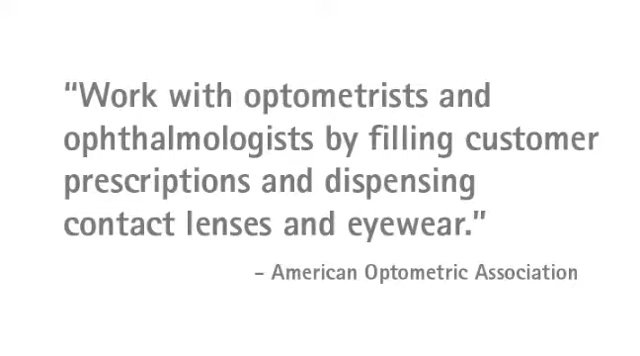 “Work with optometrists and
ophthalmologists by filling customer
prescriptions and dispensing
contact lenses and eyewear.”
– American Optometric Association